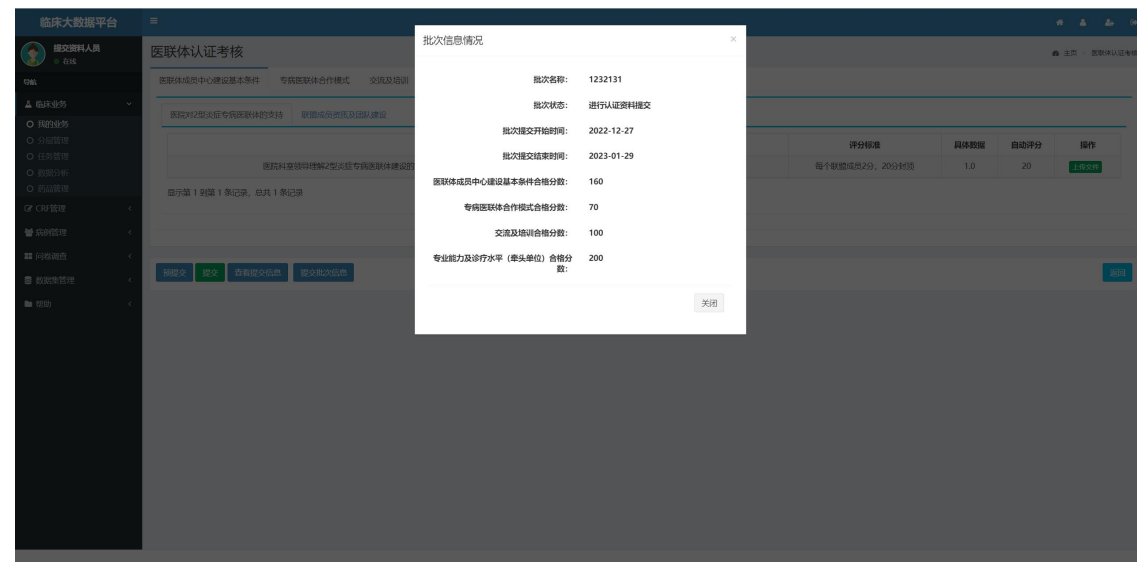 临床大数据平台
提交资料人员
在线
导航
临床业务
我的业务
分层管理
任务管理
数据分析
药品管理
CRF管理
病例管理
问卷调查
数据集管理
帮助
医联体认证考核
主页
医联体认证考核
医联体成员中心建设基本条件 专病医联体合作模式 交流及培训
医院对2型炎症专病医联体的支持 联盟成员资质及团队建设
评分标准 具体数据 自动评分 操作
医院科室领导理解2型炎症专病医联体建设的
每个联盟成员2分，20分封顶 1.0 20 上传文件
显示第 1 到第 1 条记录，总共 1 条记录
预提交 提交 查看提交信息 提交批次信息
返回
批次信息情况 ×
批次名称： 1232131
批次状态： 进行认证资料提交
批次提交开始时间： 2022-12-27
批次提交结束时间： 2023-01-29
医联体成员中心建设基本条件合格分数： 160
专病医联体合作模式合格分数： 70
交流及培训合格分数： 100
专业能力及诊疗水平（牵头单位）合格分 200
数：
关闭